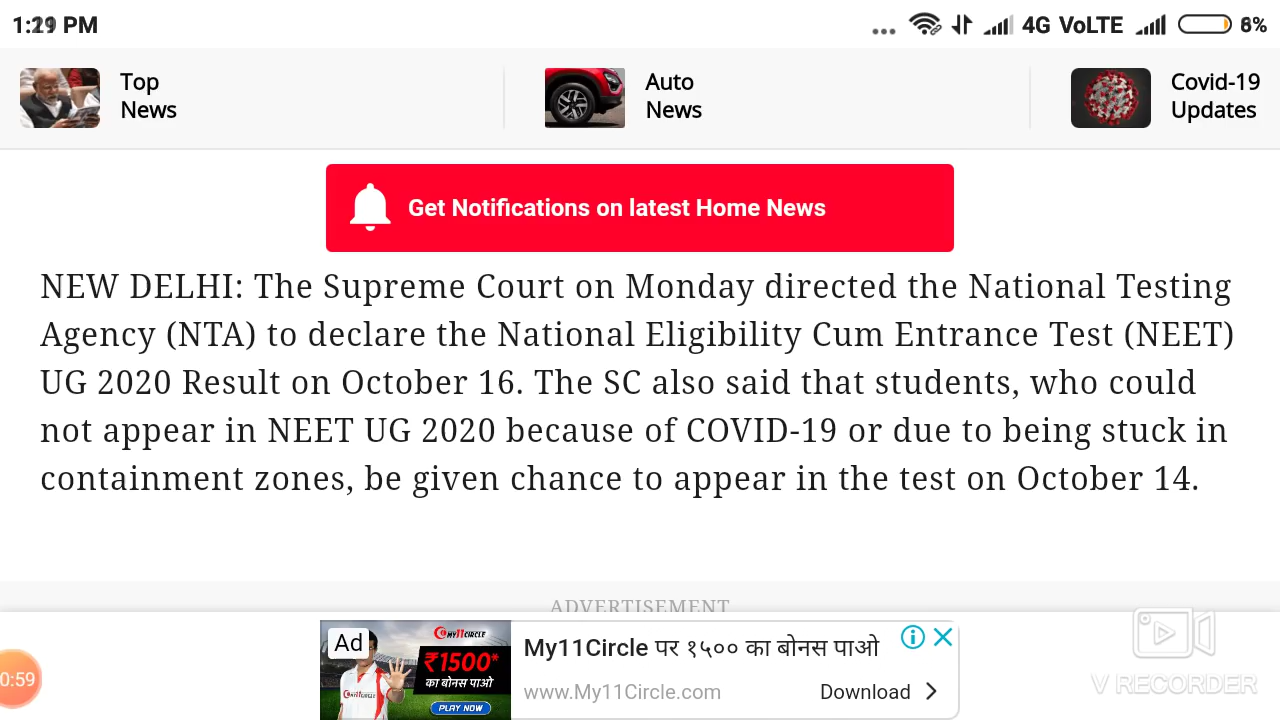 PM
4G VoLTE
Top
News
Auto
News
Covid-19
Updates
Get Notifications on latest Home News
NEW DELHI: The Supreme Court on Monday directed the National Testing
Agency (NTA) to declare the National Eligibility Cum Entrance Test (NEET)
UG 2020 Result on October 16. The SC also said that students, who could
not appear in NEET UG 2020 because of COVID-19 or due to being stuck in
containment zones, be given chance to appear in the test on October 14.
ADVERTISEMENT
Ad
MY11CIRCLE
₹1500*
का बोनस पाओ
PLAY NOW
My11Circle पर १५०० का बोनस पाओ
www.My11Circle.com
Download
0:59
V RECORDER